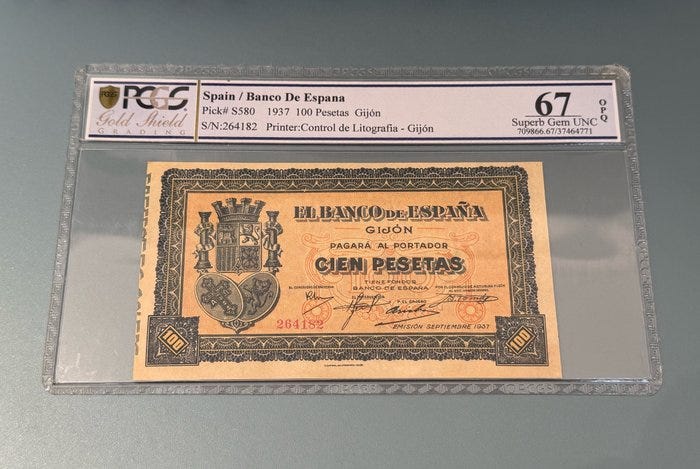 PCGS
Gold Shield
GRADING
Spain / Banco De Espana
Pick# S580 1937 100 Pesetas Gijón
S/N:264182 Printer:Control de Litografia - Gijón
67
OPQ
Superb Gem UNC
709866.67/37464771
EL BANCO DE ESPAÑA
GIJÓN
PAGARÁ AL PORTADOR
CIEN PESETAS
TIENE FONDOS
BANCO DE ESPAÑA
P. EL CAJERO
264182
EMISIÓN SEPTIEMBRE 1937
100
100